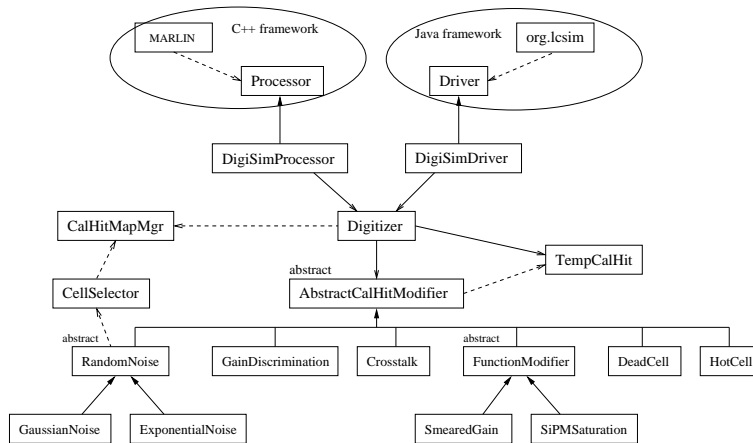 C++ framework
MARLIN
Processor
Java framework
org.lcsim
Driver
DigiSimProcessor
DigiSimDriver
CalHitMapMgr
Digitizer
TempCalHit
abstract
CellSelector
AbstractCalHitModifier
abstract
RandomNoise
GainDiscrimination
Crosstalk
abstract
FunctionModifier
DeadCell
HotCell
GaussianNoise
ExponentialNoise
SmearedGain
SiPMSaturation